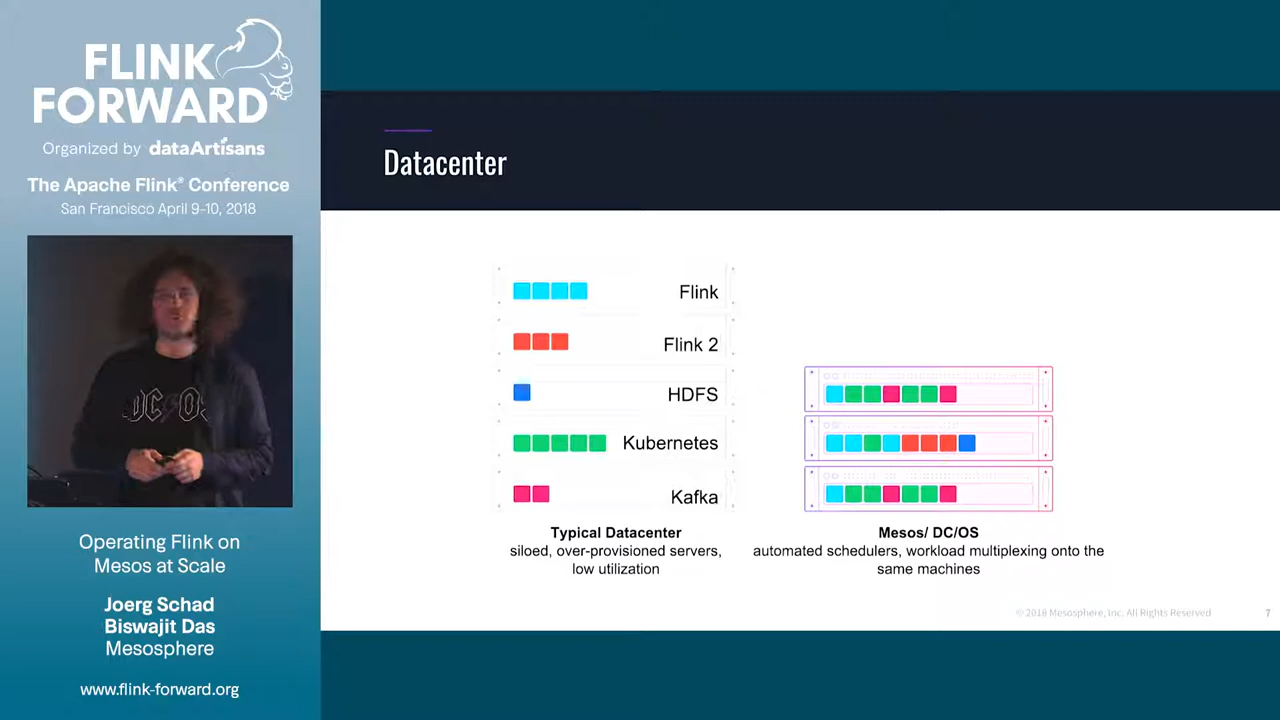 FLINK
FORWARD
Organized by dataArtisans
The Apache Flink® Conference
San Francisco April 9-10, 2018
Operating Flink on
Mesos at Scale
Joerg Schad
Biswajit Das
Mesosphere
www.flink-forward.org
Datacenter
Flink
Flink 2
HDFS
Kubernetes
Kafka
Typical Datacenter
siloed, over-provisioned servers,
low utilization
Mesos/ DC/OS
automated schedulers, workload multiplexing onto the
same machines
© 2018 Mesosphere, Inc. All Rights Reserved
7